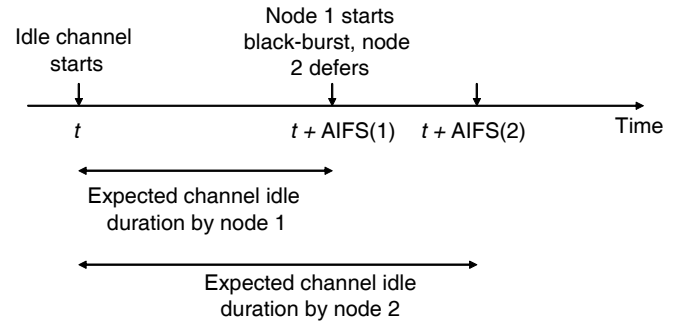 Idle channel
starts
Node 1 starts
black-burst, node
2 defers
t
t + AIFS(1)
t + AIFS(2)
Time
Expected channel idle
duration by node 1
Expected channel idle
duration by node 2